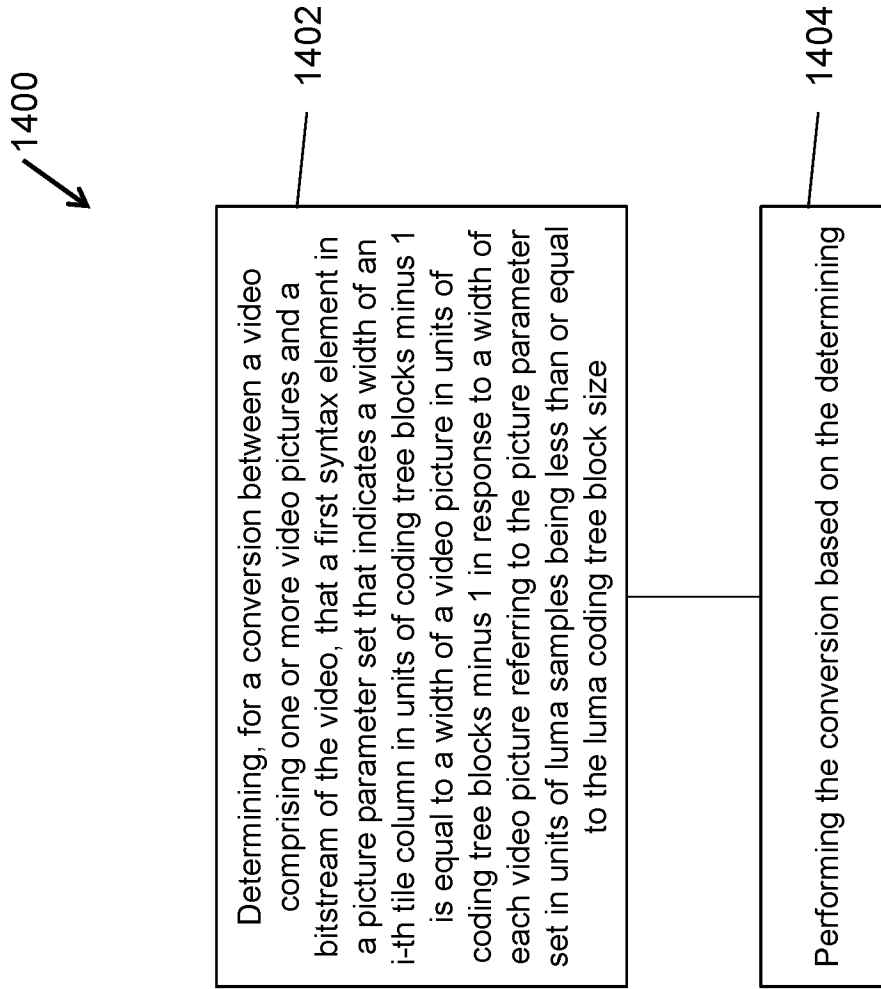 1400
Determining, for a conversion between a video
comprising one or more video pictures and a
bitstream of the video, that a first syntax element in
a picture parameter set that indicates a width of an
i-th tile column in units of coding tree blocks minus 1
is equal to a width of a video picture in units of
coding tree blocks minus 1 in response to a width of
each video picture referring to the picture parameter
set in units of luma samples being less than or equal
to the luma coding tree block size
1402
Performing the conversion based on the determining
1404